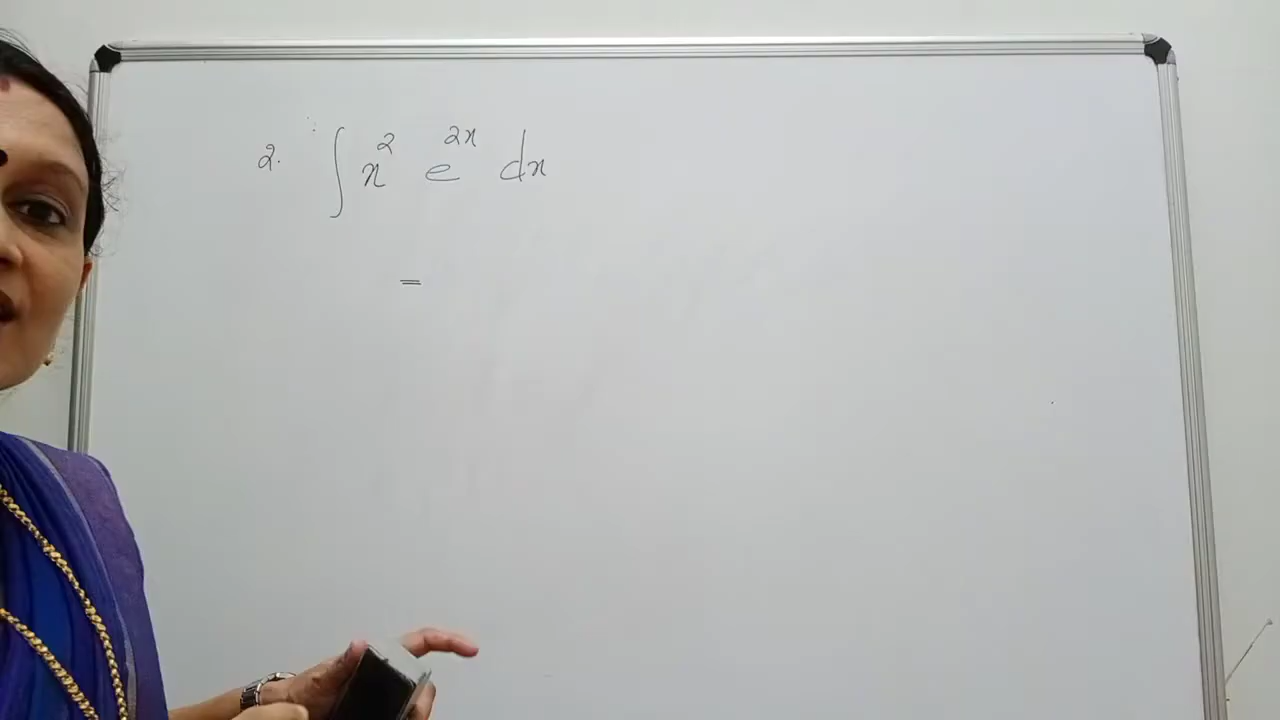 2. ∫ x² e²ˣ dx
=